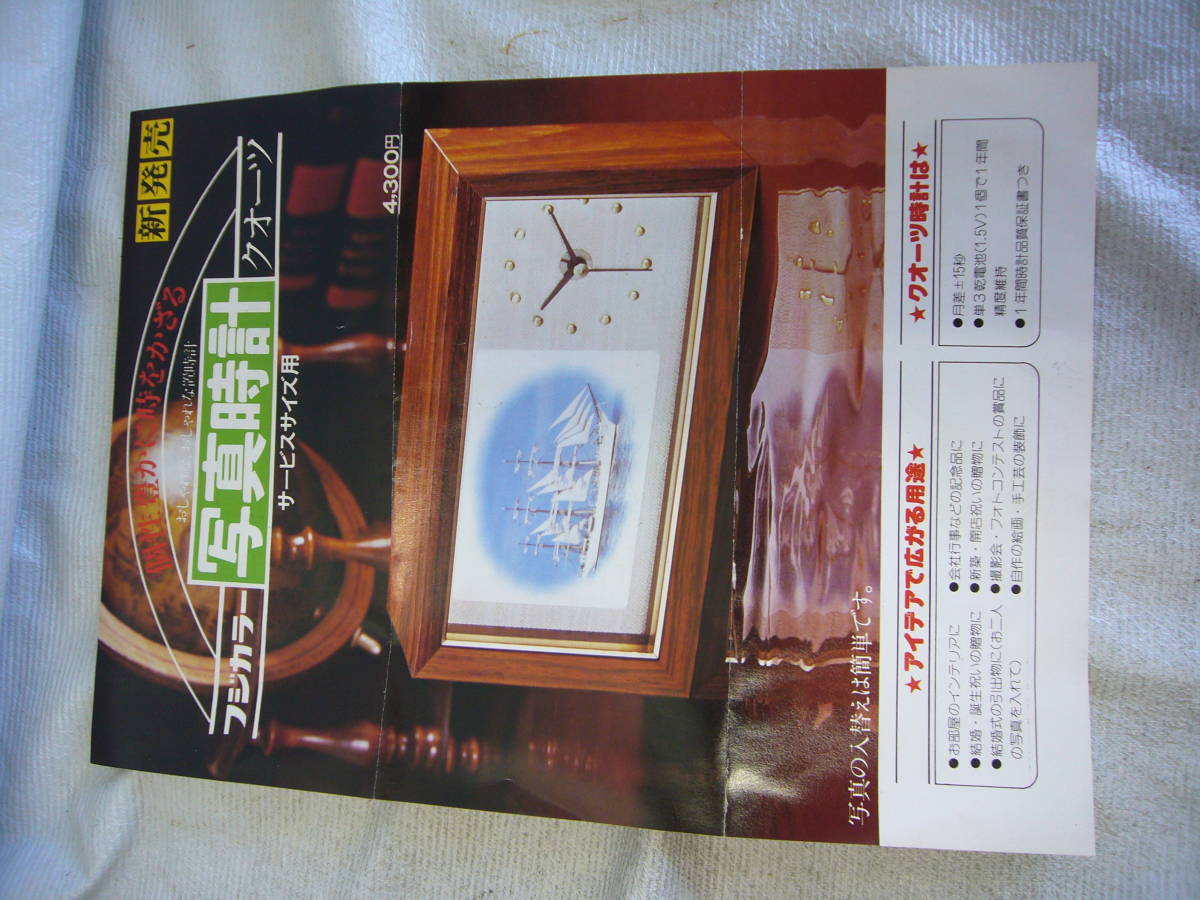 新発売
個性豊かに時をかざる
おしゃれな置時計
フジカラー写真時計クオーツ
サービスサイズ用
4,300円
写真の入替えは簡単です。
★アイデアで広がる用途★
●お部屋のインテリアに
●結婚・誕生祝いの贈物に
●結婚式の引出物に(お二人
の写真を入れて)
●会社行事などの記念品に
●新築・開店祝いの贈物に
●撮影会・フォトコンテストの賞品に
●自作の絵画・手工芸の装飾に
★クオーツ時計は★
●月差±15秒
●単3乾電池(1.5V)1個で1年間
精度維持
●1年間時計品質保証書つき